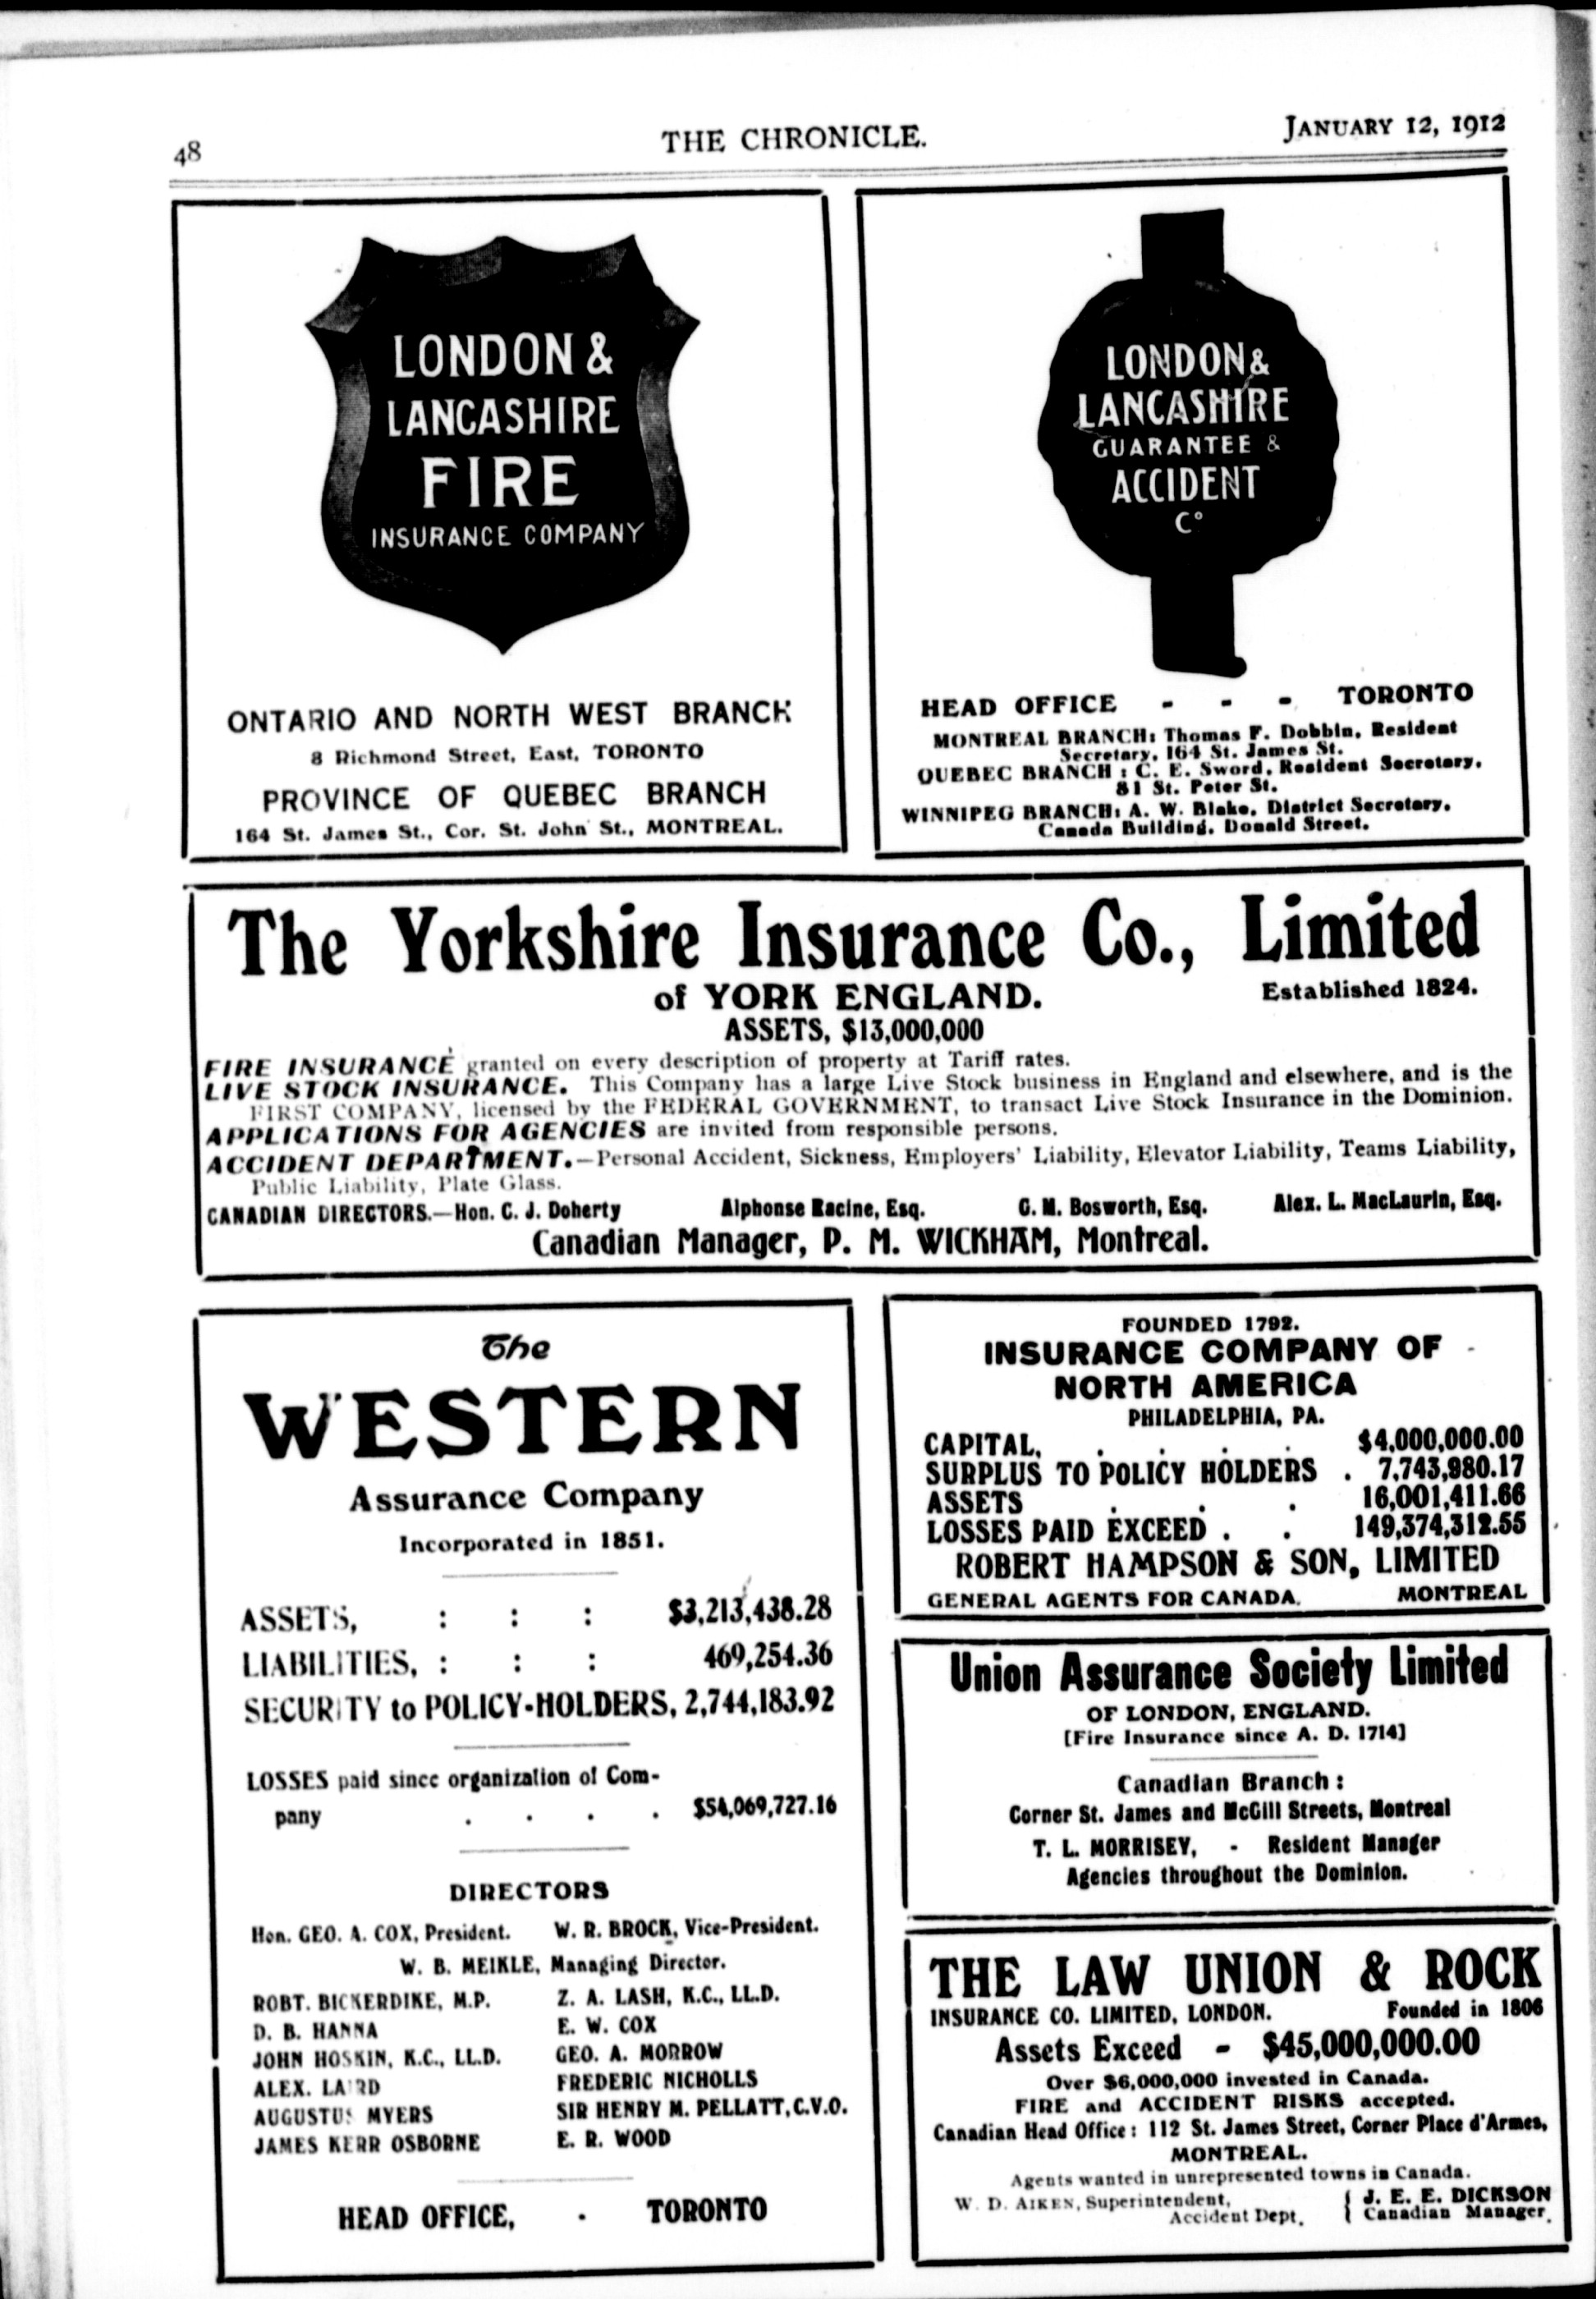 48
THE CHRONICLE.
JANUARY 12, 1912
LONDON &
LANCASHIRE
FIRE
INSURANCE COMPANY
ONTARIO AND NORTH WEST BRANCH
8 Richmond Street, East, TORONTO
PROVINCE OF QUEBEC BRANCH
164 St. James St., Cor. St. John St., MONTREAL.
LONDON &
LANCASHIRE
GUARANTEE &
ACCIDENT
Co
HEAD OFFICE - - - TORONTO
MONTREAL BRANCH: Thomas F. Dobbin, Resident
Secretary, 164 St. James St.
QUEBEC BRANCH : C. E. Sword, Resident Secretary,
81 St. Peter St.
WINNIPEG BRANCH: A. W. Blake, District Secretary,
Canada Building, Donald Street.
The Yorkshire Insurance Co., Limited
of YORK ENGLAND.
Established 1824.
ASSETS, $13,000,000
FIRE INSURANCE granted on every description of property at Tariff rates.
LIVE STOCK INSURANCE. This Company has a large Live Stock business in England and elsewhere, and is the
FIRST COMPANY, licensed by the FEDERAL GOVERNMENT, to transact Live Stock Insurance in the Dominion.
APPLICATIONS FOR AGENCIES are invited from responsible persons.
ACCIDENT DEPARTMENT.—Personal Accident, Sickness, Employers' Liability, Elevator Liability, Teams Liability,
Public Liability, Plate Glass.
CANADIAN DIRECTORS.—Hon. C. J. Doherty Alphonse Racine, Esq. G. M. Bosworth, Esq. Alex. L. MacLaurin, Esq.
Canadian Manager, P. M. WICKHAM, Montreal.
The
WESTERN
Assurance Company
Incorporated in 1851.
ASSETS, : : : $3,213,438.28
LIABILITIES, : : : 469,254.36
SECURITY to POLICY-HOLDERS, 2,744,183.92
LOSSES paid since organization of Com-
pany . . . . $54,069,727.16
DIRECTORS
Hon. GEO. A. COX, President. W. R. BROCK, Vice-President.
W. B. MEIKLE, Managing Director.
ROBT. BICKERDIKE, M.P. Z. A. LASH, K.C., LL.D.
D. B. HANNA E. W. COX
JOHN HOSKIN, K.C., LL.D. GEO. A. MORROW
ALEX. LAIRD FREDERIC NICHOLLS
AUGUSTUS MYERS SIR HENRY M. PELLATT, C.V.O.
JAMES KERR OSBORNE E. R. WOOD
HEAD OFFICE, . TORONTO
FOUNDED 1792.
INSURANCE COMPANY OF
NORTH AMERICA
PHILADELPHIA, PA.
CAPITAL, . . . . $4,000,000.00
SURPLUS TO POLICY HOLDERS . 7,743,980.17
ASSETS . . . 16,001,411.66
LOSSES PAID EXCEED . . 149,374,312.55
ROBERT HAMPSON & SON, LIMITED
GENERAL AGENTS FOR CANADA. MONTREAL
Union Assurance Society Limited
OF LONDON, ENGLAND.
[Fire Insurance since A. D. 1714]
Canadian Branch :
Corner St. James and McGill Streets, Montreal
T. L. MORRISEY, - Resident Manager
Agencies throughout the Dominion.
THE LAW UNION & ROCK
INSURANCE CO. LIMITED, LONDON. Founded in 1806
Assets Exceed - $45,000,000.00
Over $6,000,000 invested in Canada.
FIRE and ACCIDENT RISKS accepted.
Canadian Head Office : 112 St. James Street, Corner Place d'Armes,
MONTREAL.
Agents wanted in unrepresented towns in Canada.
W. D. AIKEN, Superintendent, { J. E. E. DICKSON
Accident Dept. { Canadian Manager.